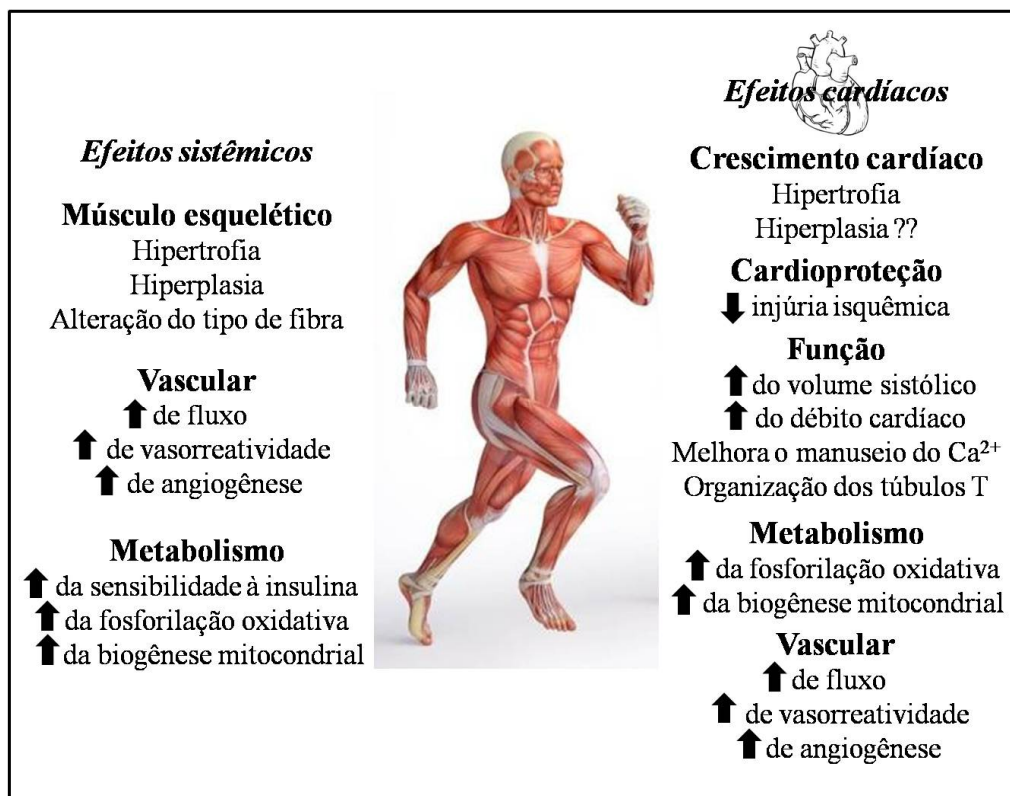 Efeitos sistêmicos
Músculo esquelético
Hipertrofia
Hiperplasia
Alteração do tipo de fibra
Vascular
⬆ de fluxo
⬆ de vasorreatividade
⬆ de angiogênese
Metabolismo
⬆ da sensibilidade à insulina
⬆ da fosforilação oxidativa
⬆ da biogênese mitocondrial
Efeitos cardíacos
Crescimento cardíaco
Hipertrofia
Hiperplasia ??
Cardioproteção
⬇ injúria isquêmica
Função
⬆ do volume sistólico
⬆ do débito cardíaco
Melhora o manuseio do Ca²⁺
Organização dos túbulos T
Metabolismo
⬆ da fosforilação oxidativa
⬆ da biogênese mitocondrial
Vascular
⬆ de fluxo
⬆ de vasorreatividade
⬆ de angiogênese